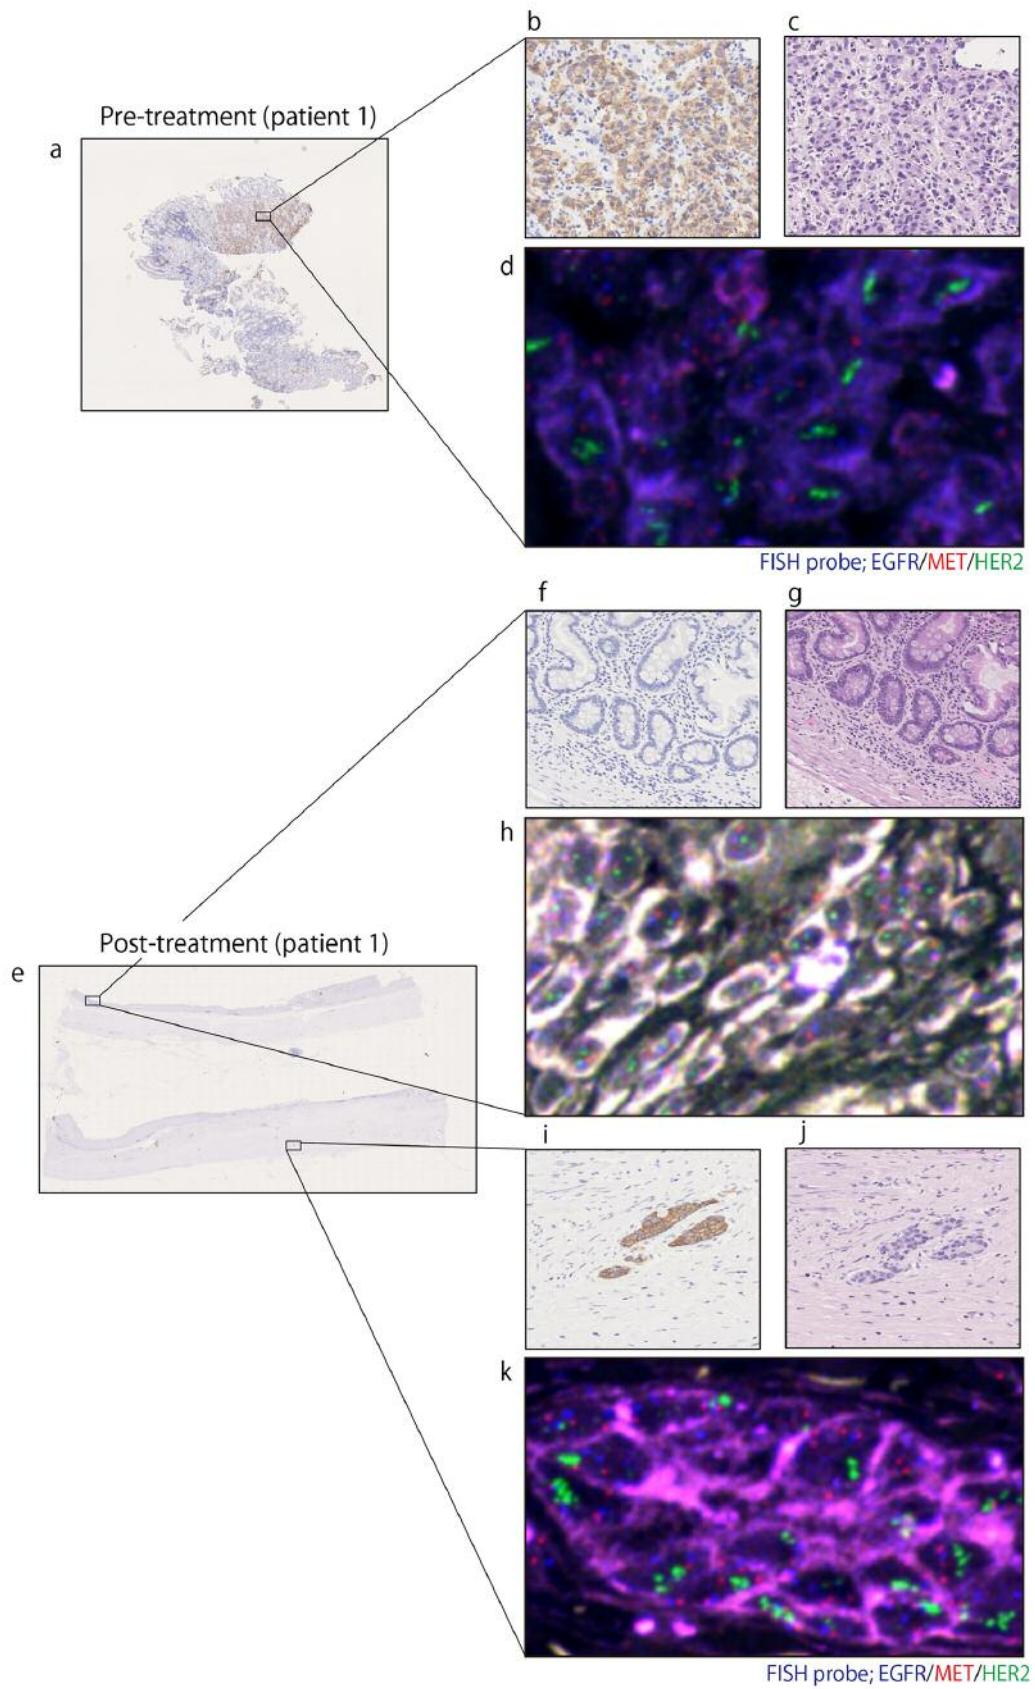 b
c
Pre-treatment (patient 1)
a
d
FISH probe; EGFR/MET/HER2
f
g
h
Post-treatment (patient 1)
e
i
j
k
FISH probe; EGFR/MET/HER2